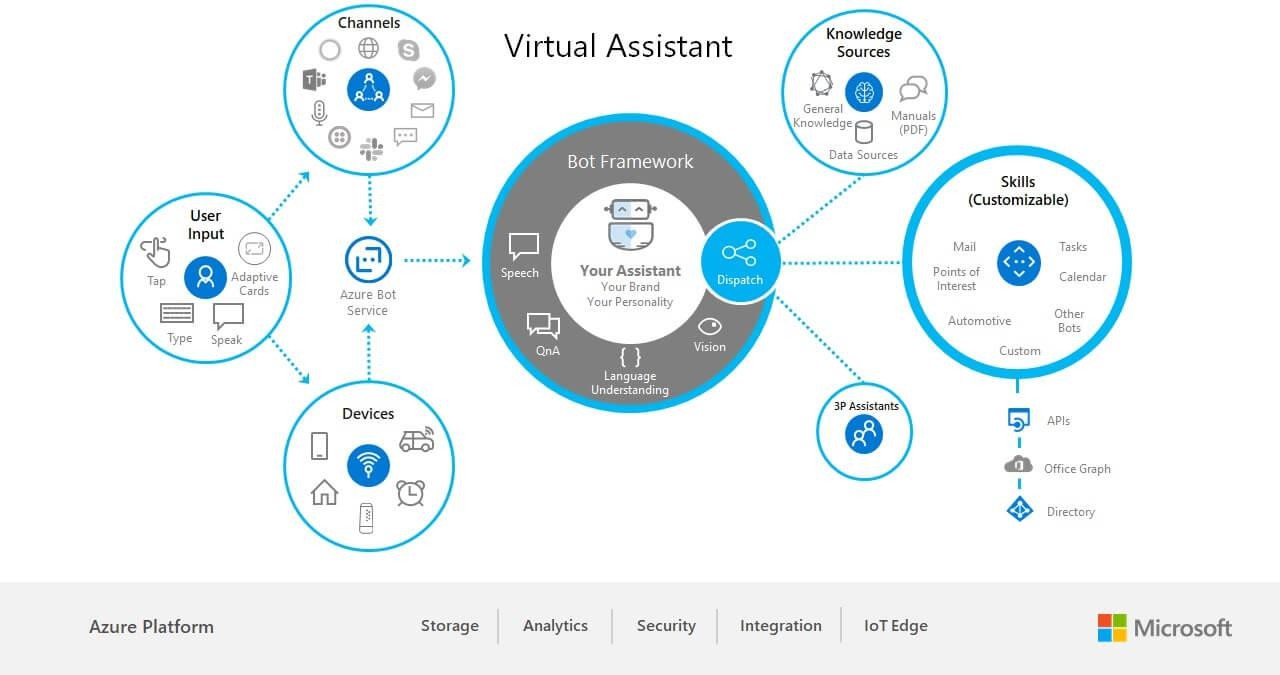 Virtual Assistant
Channels
User
Input
Tap
Adaptive
Cards
Type
Speak
Devices
Azure Bot
Service
Bot Framework
Your Assistant
Your Brand
Your Personality
Speech
QnA
{ }
Language
Understanding
Vision
Dispatch
Knowledge
Sources
General
Knowledge
Manuals
(PDF)
Data Sources
Skills
(Customizable)
Mail
Tasks
Points of
Interest
Calendar
Automotive
Other
Bots
Custom
3P Assistants
APIs
Office Graph
Directory
Azure Platform
Storage
Analytics
Security
Integration
IoT Edge
Microsoft